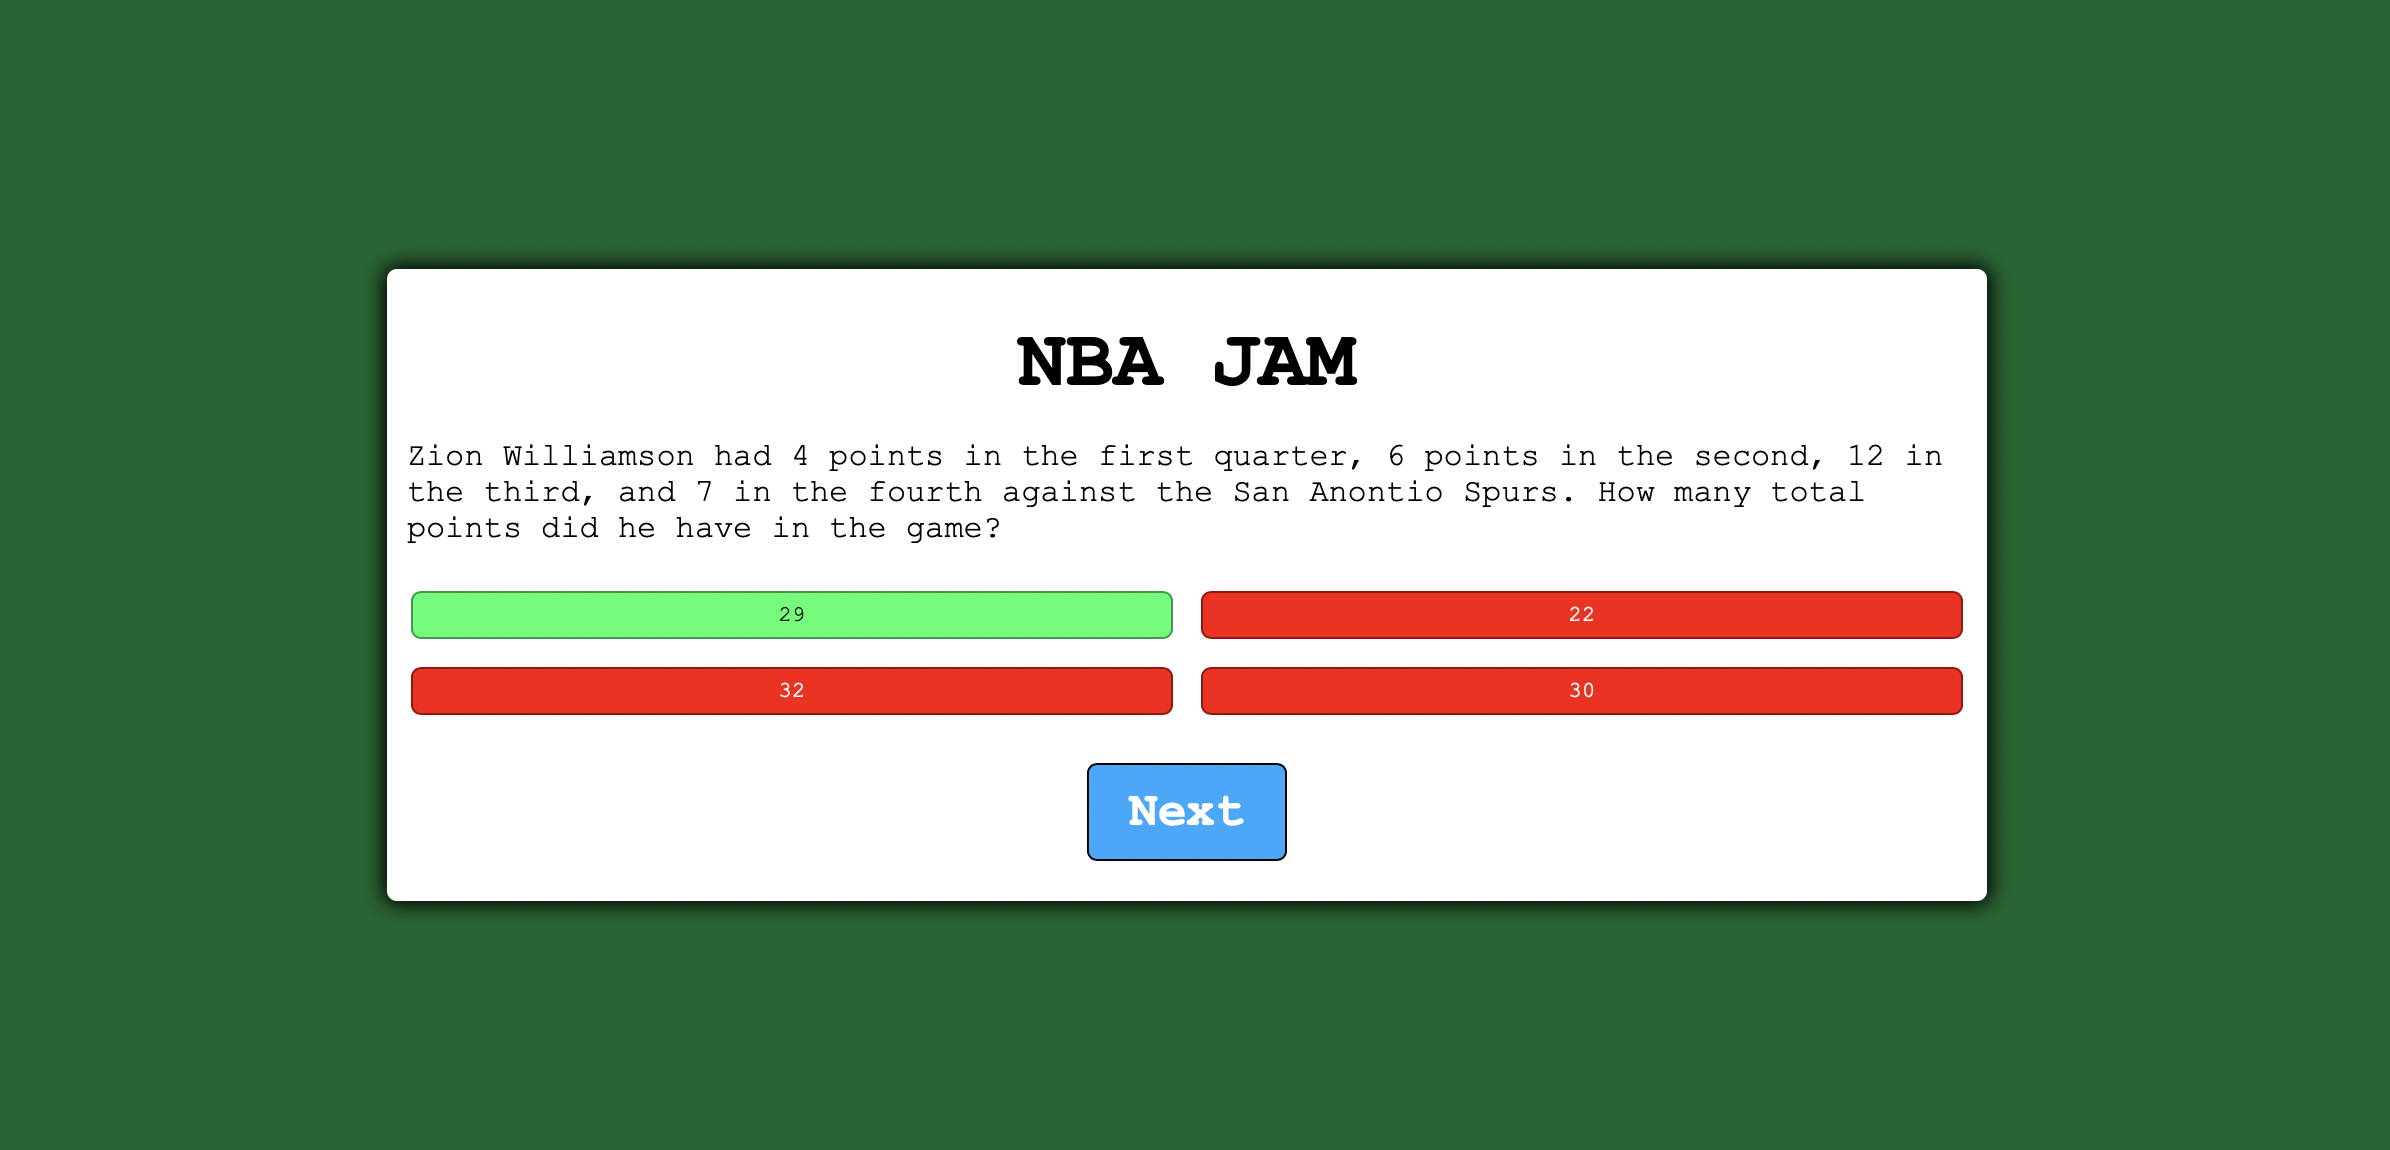 NBA JAM
Zion Williamson had 4 points in the first quarter, 6 points in the second, 12 in
the third, and 7 in the fourth against the San Anontio Spurs. How many total
points did he have in the game?
29
22
32
30
Next